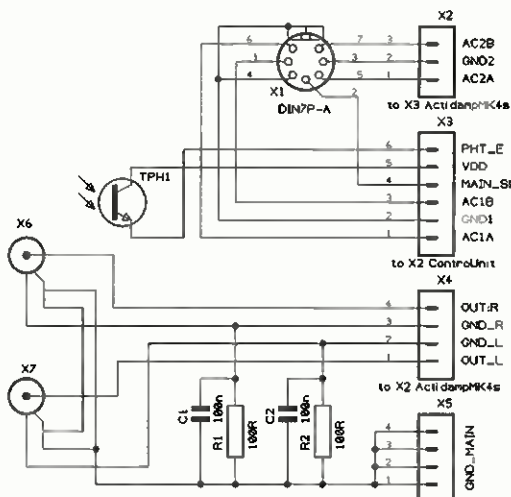 X2
6
7
3
AC2B
1
3
2
GND2
4
5
1
AC2A
X1
2
DIN7P-A
to X3 ActidampMK4s
X3
6
PHT_E
TPH1
5
VDD
4
3
AC1B
2
GND1
1
AC1A
to X2 ControlUnit
X6
X4
4
OUT_R
3
GND_R
2
GND_L
X7
1
OUT_L
to X2 ActidampMK4s
X5
C1
100n
R1
100R
C2
100n
R2
100R
4
3
2
1
GND_MAIN